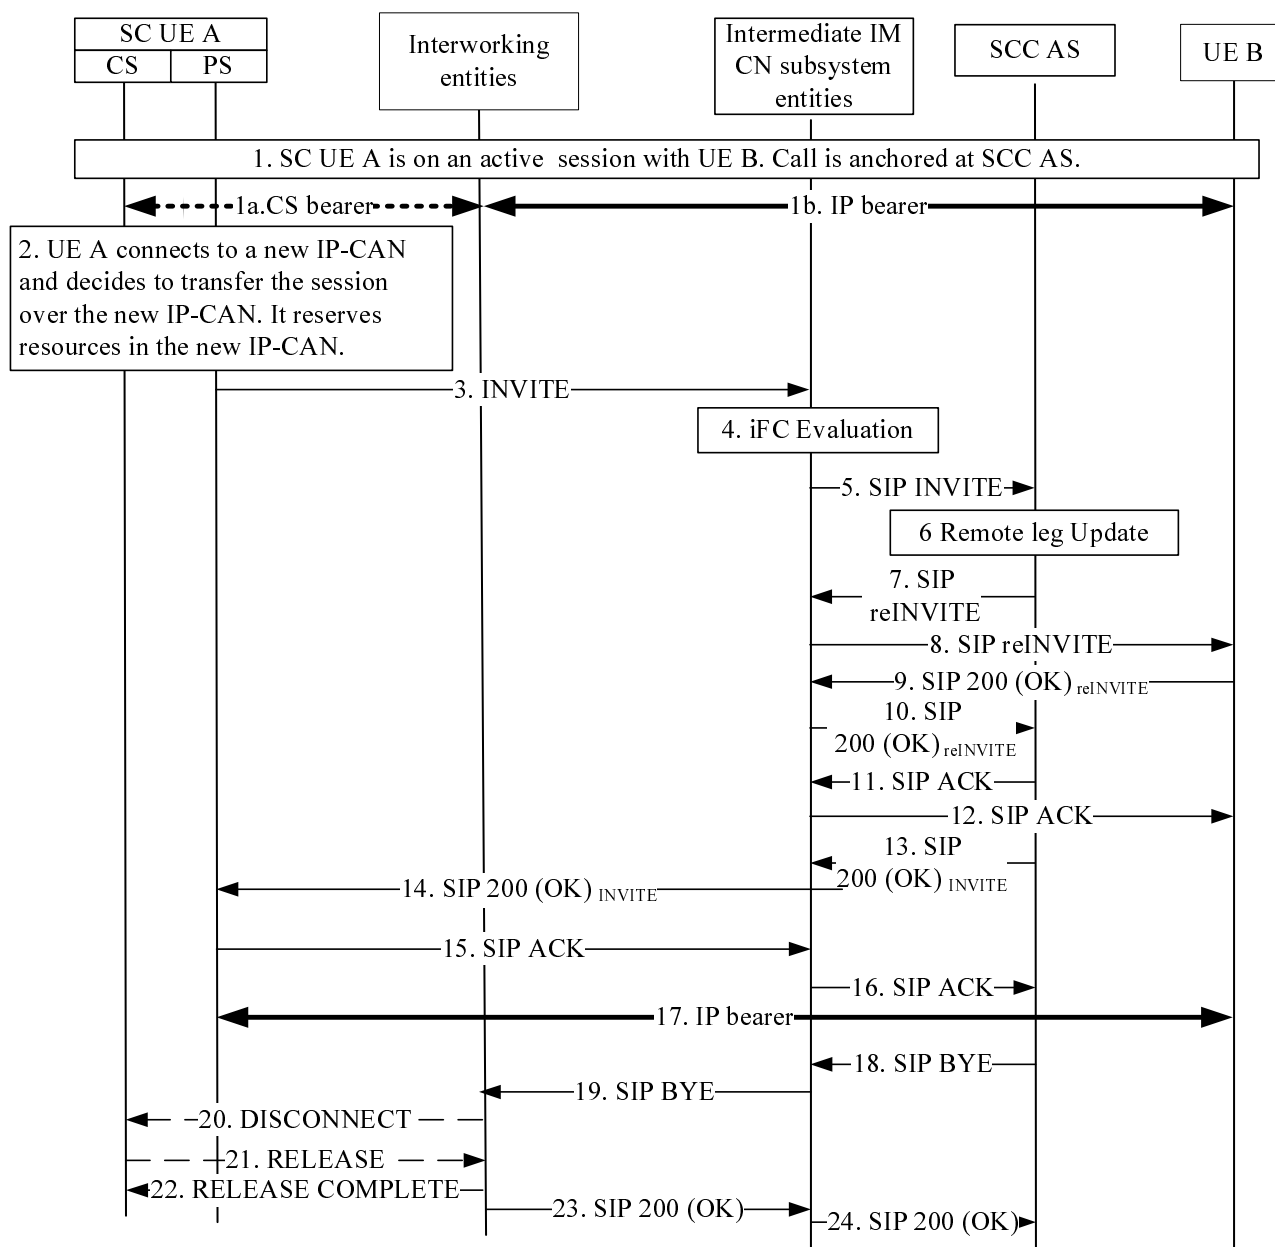 SC UE A
CS
PS
Interworking
entities
Intermediate IM
CN subsystem
entities
SCC AS
UE B
1. SC UE A is on an active session with UE B. Call is anchored at SCC AS.
1a.CS bearer
1b. IP bearer
2. UE A connects to a new IP-CAN
and decides to transfer the session
over the new IP-CAN. It reserves
resources in the new IP-CAN.
3. INVITE
4. iFC Evaluation
5. SIP INVITE
6 Remote leg Update
7. SIP
reINVITE
8. SIP reINVITE
9. SIP 200 (OK) reINVITE
10. SIP
200 (OK) reINVITE
11. SIP ACK
12. SIP ACK
13. SIP
200 (OK) INVITE
14. SIP 200 (OK) INVITE
15. SIP ACK
16. SIP ACK
17. IP bearer
18. SIP BYE
19. SIP BYE
20. DISCONNECT
21. RELEASE
22. RELEASE COMPLETE
23. SIP 200 (OK)
24. SIP 200 (OK)